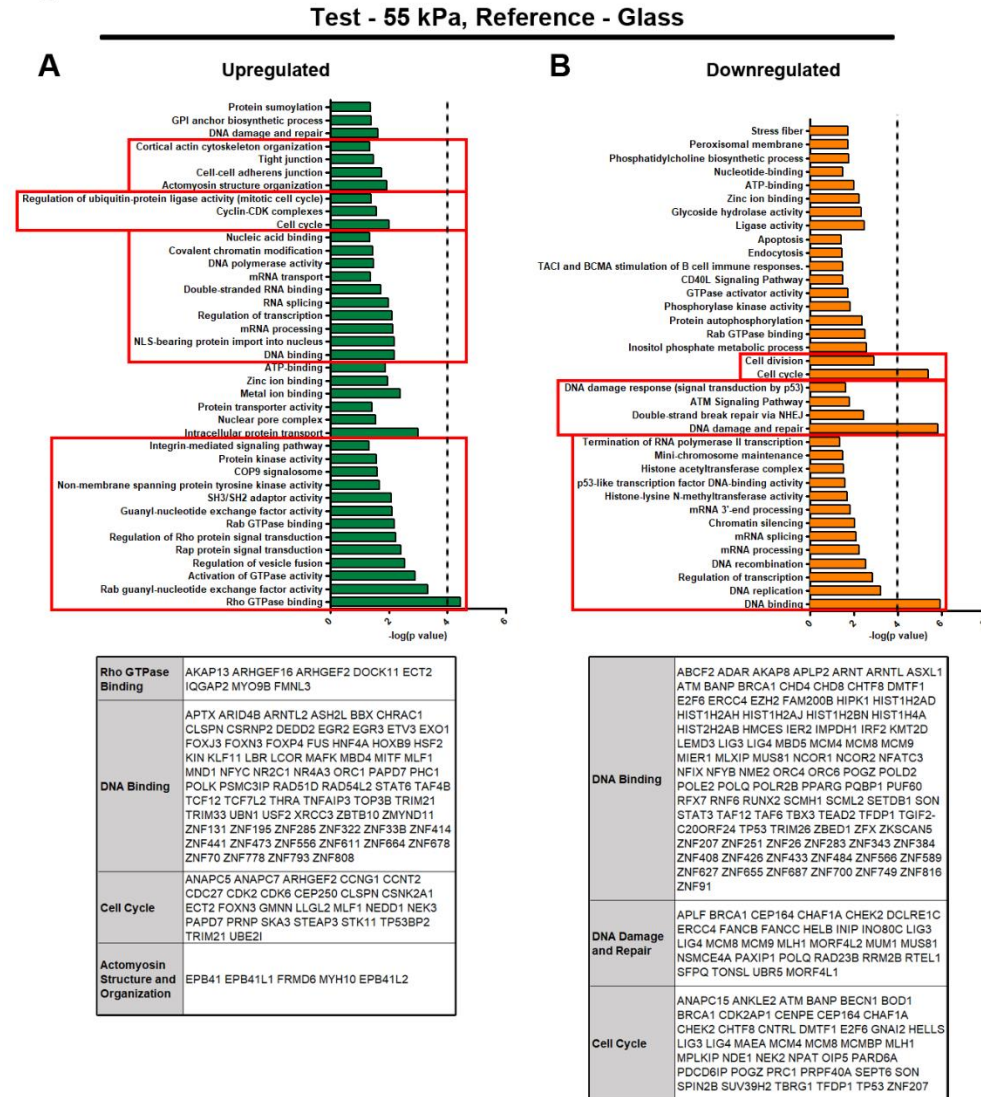 Test - 55 kPa, Reference - Glass
A
Upregulated
Protein sumoylation
GPI anchor biosynthetic process
DNA damage and repair
Cortical actin cytoskeleton organization
Tight junction
Cell-cell adherens junction
Actomyosin structure organization
Regulation of ubiquitin-protein ligase activity (mitotic cell cycle)
Cyclin-CDK complexes
Cell cycle
Nucleic acid binding
Covalent chromatin modification
DNA polymerase activity
mRNA transport
Double-stranded RNA binding
RNA splicing
Regulation of transcription
mRNA processing
NLS-bearing protein import into nucleus
DNA binding
ATP-binding
Zinc ion binding
Metal ion binding
Protein transporter activity
Nuclear pore complex
Intracellular protein transport
Integrin-mediated signaling pathway
Protein kinase activity
COP9 signalosome
Non-membrane spanning protein tyrosine kinase activity
SH3/SH2 adaptor activity
Guanyl-nucleotide exchange factor activity
Rab GTPase binding
Regulation of Rho protein signal transduction
Rap protein signal transduction
Regulation of vesicle fusion
Activation of GTPase activity
Rab guanyl-nucleotide exchange factor activity
Rho GTPase binding
0 2 4 6
-log(p value)
Rho GTPase
Binding
AKAP13 ARHGEF16 ARHGEF2 DOCK11 ECT2
IQGAP2 MYO9B FMNL3
DNA Binding
APTX ARID4B ARNTL2 ASH2L BBX CHRAC1
CLSPN CSRNP2 DEDD2 EGR2 EGR3 ETV3 EXO1
FOXJ3 FOXN3 FOXP4 FUS HNF4A HOXB9 HSF2
KIN KLF11 LBR LCOR MAFK MBD4 MITF MLF1
MND1 NFYC NR2C1 NR4A3 ORC1 PAPD7 PHC1
POLK PSMC3IP RAD51D RAD54L2 STAT6 TAF4B
TCF12 TCF7L2 THRA TNFAIP3 TOP3B TRIM21
TRIM33 UBN1 USF2 XRCC3 ZBTB10 ZMYND11
ZNF131 ZNF195 ZNF285 ZNF322 ZNF33B ZNF414
ZNF441 ZNF473 ZNF556 ZNF611 ZNF664 ZNF678
ZNF70 ZNF778 ZNF793 ZNF808
Cell Cycle
ANAPC5 ANAPC7 ARHGEF2 CCNG1 CCNT2
CDC27 CDK2 CDK6 CEP250 CLSPN CSNK2A1
ECT2 FOXN3 GMNN LLGL2 MLF1 NEDD1 NEK3
PAPD7 PRNP SKA3 STEAP3 STK11 TP53BP2
TRIM21 UBE2I
Actomyosin
Structure and
Organization
EPB41 EPB41L1 FRMD6 MYH10 EPB41L2
B
Downregulated
Stress fiber
Peroxisomal membrane
Phosphatidylcholine biosynthetic process
Nucleotide-binding
ATP-binding
Zinc ion binding
Glycoside hydrolase activity
Ligase activity
Apoptosis
Endocytosis
TACI and BCMA stimulation of B cell immune responses.
CD40L Signaling Pathway
GTPase activator activity
Phosphorylase kinase activity
Protein autophosphorylation
Rab GTPase binding
Inositol phosphate metabolic process
Cell division
Cell cycle
DNA damage response (signal transduction by p53)
ATM Signaling Pathway
Double-strand break repair via NHEJ
DNA damage and repair
Termination of RNA polymerase II transcription
Mini-chromosome maintenance
Histone acetyltransferase complex
p53-like transcription factor DNA-binding activity
Histone-lysine N-methyltransferase activity
mRNA 3'-end processing
Chromatin silencing
mRNA splicing
mRNA processing
DNA recombination
Regulation of transcription
DNA replication
DNA binding
0 2 4 6
-log(p value)
DNA Binding
ABCF2 ADAR AKAP8 APLP2 ARNT ARNTL ASXL1
ATM BANP BRCA1 CHD4 CHD8 CHTF8 DMTF1
E2F6 ERCC4 EZH2 FAM200B HIPK1 HIST1H2AD
HIST1H2AH HIST1H2AJ HIST1H2BN HIST1H4A
HIST2H2AB HMCES IER2 IMPDH1 IRF2 KMT2D
LEMD3 LIG3 LIG4 MBD5 MCM4 MCM8 MCM9
MIER1 MLXIP MUS81 NCOR1 NCOR2 NFATC3
NFIX NFYB NME2 ORC4 ORC6 POGZ POLD2
POLE2 POLQ POLR2B PPARG PQBP1 PUF60
RFX7 RNF6 RUNX2 SCMH1 SCML2 SETDB1 SON
STAT3 TAF12 TAF6 TBX3 TEAD2 TFDP1 TGIF2-
C20ORF24 TP53 TRIM26 ZBED1 ZFX ZKSCAN5
ZNF207 ZNF251 ZNF26 ZNF283 ZNF343 ZNF384
ZNF408 ZNF426 ZNF433 ZNF484 ZNF566 ZNF589
ZNF627 ZNF655 ZNF687 ZNF700 ZNF749 ZNF816
ZNF91
DNA Damage
and Repair
APLF BRCA1 CEP164 CHAF1A CHEK2 DCLRE1C
ERCC4 FANCB FANCC HELB INIP INO80C LIG3
LIG4 MCM8 MCM9 MLH1 MORF4L2 MUM1 MUS81
NSMCE4A PAXIP1 POLQ RAD23B RRM2B RTEL1
SFPQ TONSL UBR5 MORF4L1
Cell Cycle
ANAPC15 ANKLE2 ATM BANP BECN1 BOD1
BRCA1 CDK2AP1 CENPE CEP164 CHAF1A
CHEK2 CHTF8 CNTRL DMTF1 E2F6 GNAI2 HELLS
LIG3 LIG4 MAEA MCM4 MCM8 MCMBP MLH1
MPLKIP NDE1 NEK2 NPAT OIP5 PARD6A
PDCD6IP POGZ PRC1 PRPF40A SEPT6 SON
SPIN2B SUV39H2 TBRG1 TFDP1 TP53 ZNF207